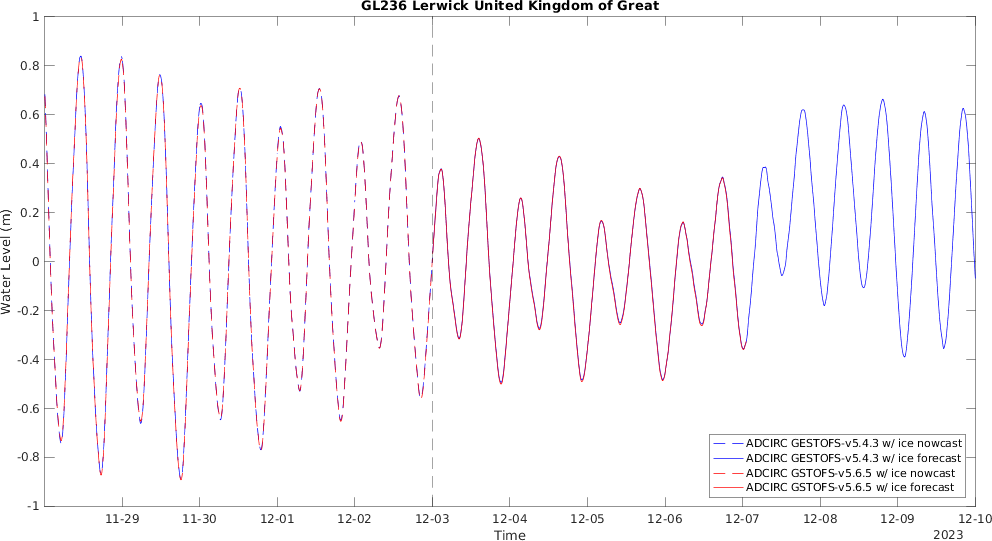 GL236 Lerwick United Kingdom of Great
1
0.8
0.6
0.4
0.2
0
-0.2
-0.4
-0.6
-0.8
-1
Water Level (m)
11-29 11-30 12-01 12-02 12-03 12-04 12-05 12-06 12-07 12-08 12-09 12-10
2023
Time
ADCIRC GESTOFS-v5.4.3 w/ ice nowcast
ADCIRC GESTOFS-v5.4.3 w/ ice forecast
ADCIRC GSTOFS-v5.6.5 w/ ice nowcast
ADCIRC GSTOFS-v5.6.5 w/ ice forecast